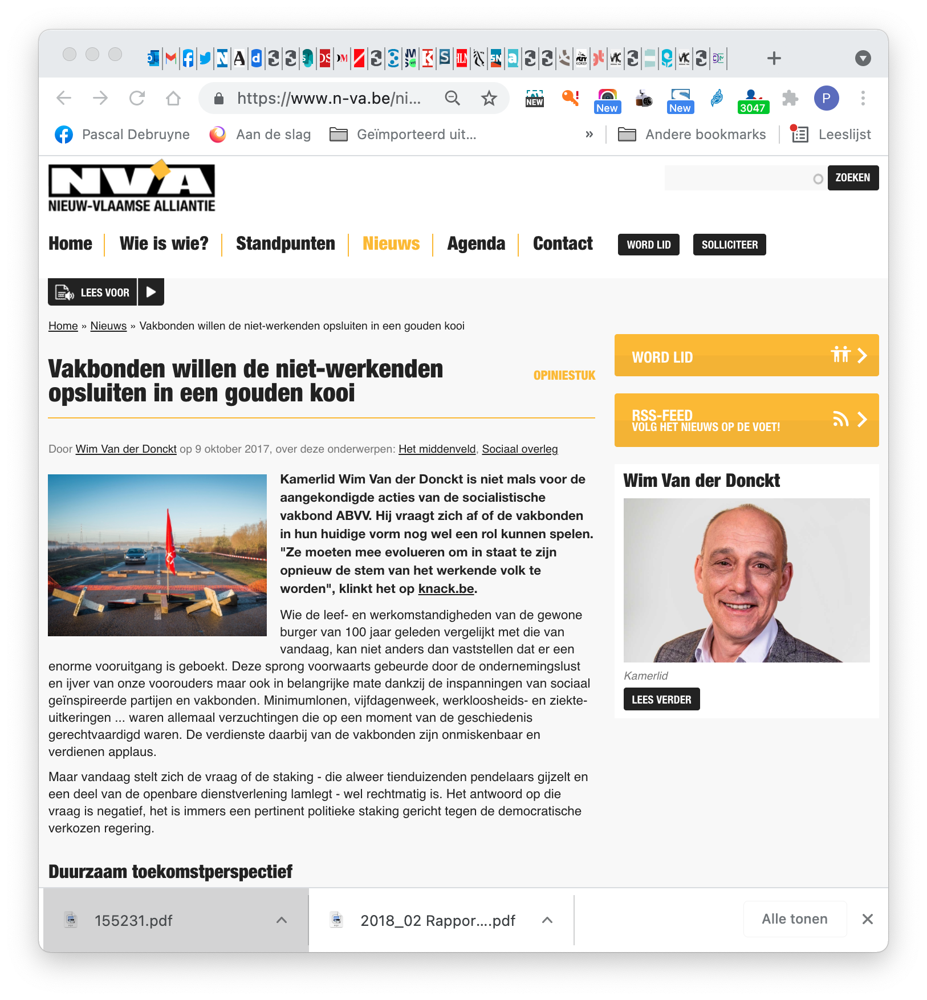 https://www.n-va.be/ni...
NEW
New
New
3047
P
Pascal Debruyne
Aan de slag
Geïmporteerd uit...
»
Andere bookmarks
Leeslijst
N-VA
NIEUW-VLAAMSE ALLIANTIE
ZOEKEN
Home
Wie is wie?
Standpunten
Nieuws
Agenda
Contact
WORD LID
SOLLICITEER
LEES VOOR
Home » Nieuws » Vakbonden willen de niet-werkenden opsluiten in een gouden kooi
Vakbonden willen de niet-werkenden
opsluiten in een gouden kooi
OPINIESTUK
Door Wim Van der Donckt op 9 oktober 2017, over deze onderwerpen: Het middenveld, Sociaal overleg
Kamerlid Wim Van der Donckt is niet mals voor de
aangekondigde acties van de socialistische
vakbond ABVV. Hij vraagt zich af of de vakbonden
in hun huidige vorm nog wel een rol kunnen spelen.
"Ze moeten mee evolueren om in staat te zijn
opnieuw de stem van het werkende volk te
worden", klinkt het op knack.be.
Wie de leef- en werkomstandigheden van de gewone
burger van 100 jaar geleden vergelijkt met die van
vandaag, kan niet anders dan vaststellen dat er een
enorme vooruitgang is geboekt. Deze sprong voorwaarts gebeurde door de ondernemingslust
en ijver van onze voorouders maar ook in belangrijke mate dankzij de inspanningen van sociaal
geïnspireerde partijen en vakbonden. Minimumlonen, vijfdagenweek, werkloosheids- en ziekte-
uitkeringen ... waren allemaal verzuchtingen die op een moment van de geschiedenis
gerechtvaardigd waren. De verdienste daarbij van de vakbonden zijn onmiskenbaar en
verdienen applaus.
Maar vandaag stelt zich de vraag of de staking - die alweer tienduizenden pendelaars gijzelt en
een deel van de openbare dienstverlening lamlegt - wel rechtmatig is. Het antwoord op die
vraag is negatief, het is immers een pertinent politieke staking gericht tegen de democratische
verkozen regering.
Duurzaam toekomstperspectief
WORD LID
RSS-FEED
VOLG HET NIEUWS OP DE VOET!
Wim Van der Donckt
Kamerlid
LEES VERDER
155231.pdf
2018_02 Rappor....pdf
Alle tonen